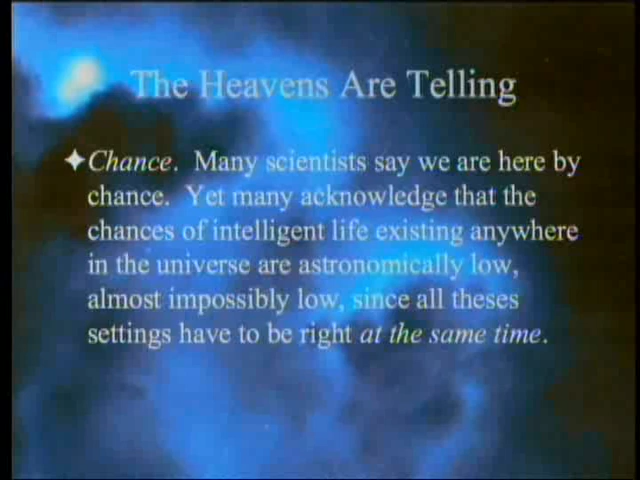 The Heavens Are Telling
✦Chance. Many scientists say we are here by
chance. Yet many acknowledge that the
chances of intelligent life existing anywhere
in the universe are astronomically low,
almost impossibly low, since all theses
settings have to be right at the same time.